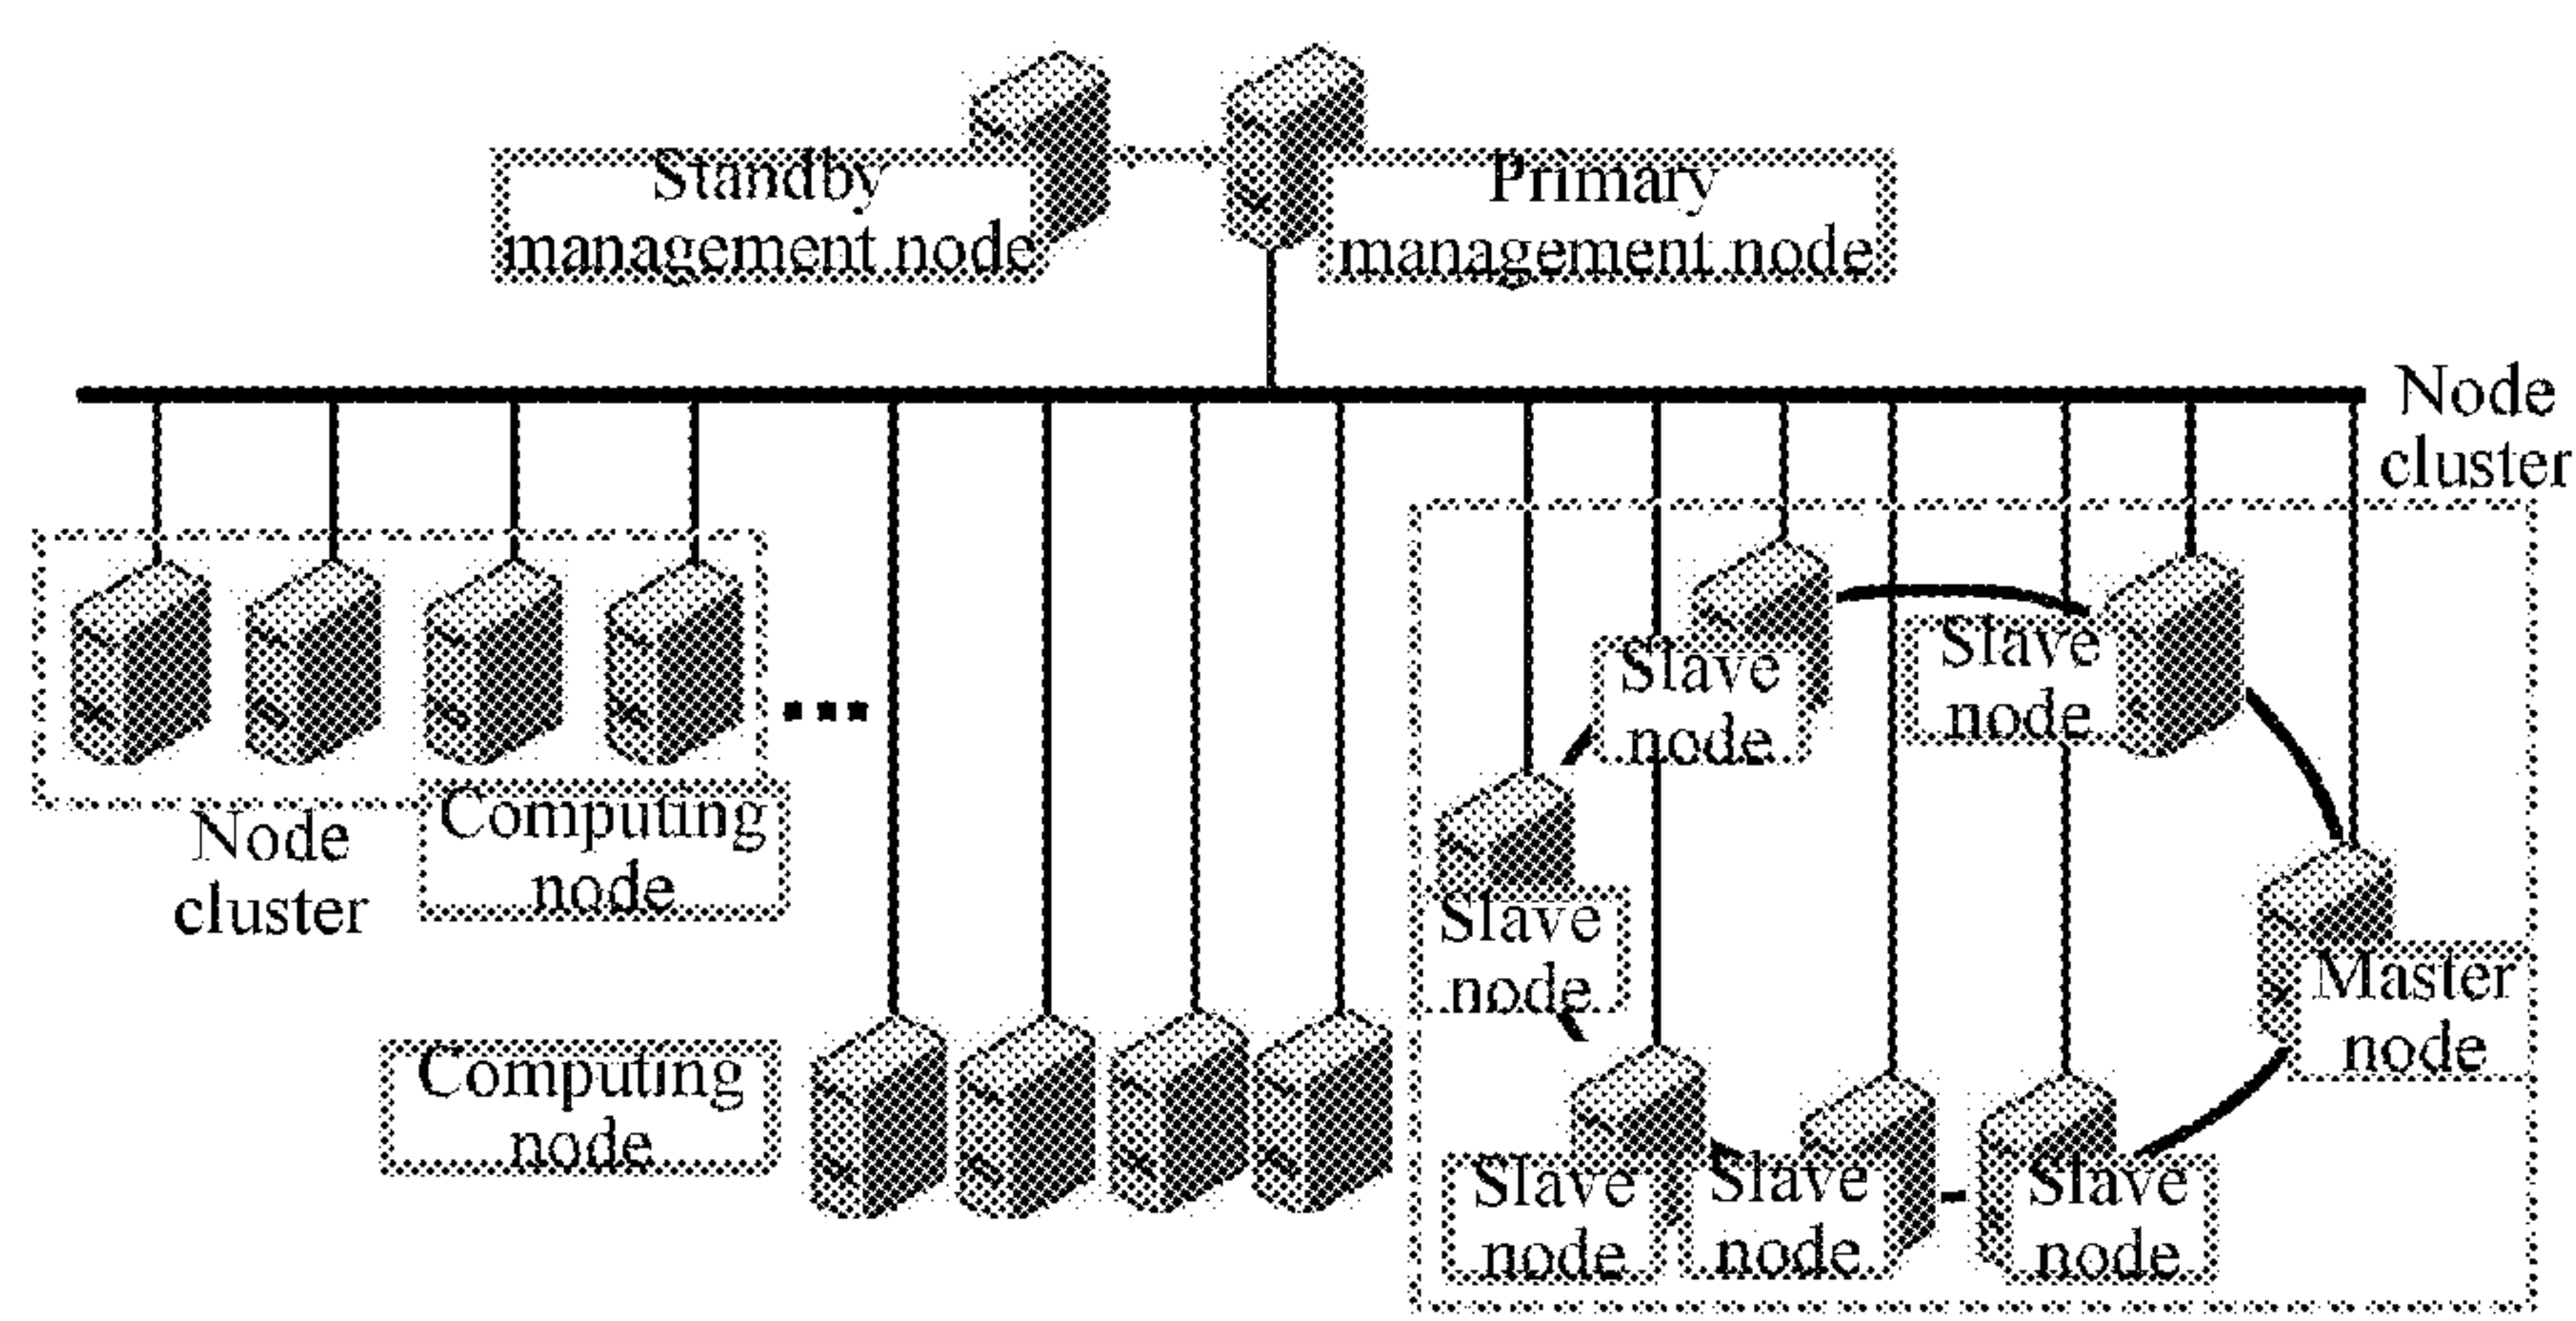 Standby
management node
Primary
management node
Node
cluster
Slave
node
Slave
node
Computing
node
Node
cluster
Slave
node
Master
node
Computing
node
Slave
node
Slave
node
Slave
node